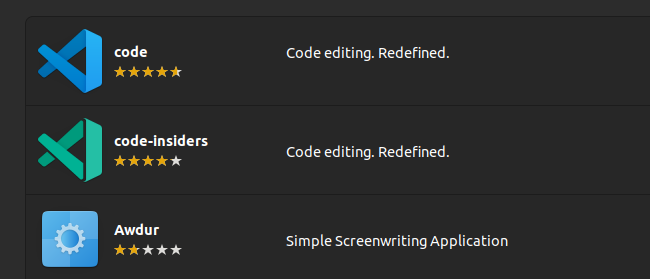 code
Code editing. Redefined.
code-insiders
Code editing. Redefined.
Awdur
Simple Screenwriting Application